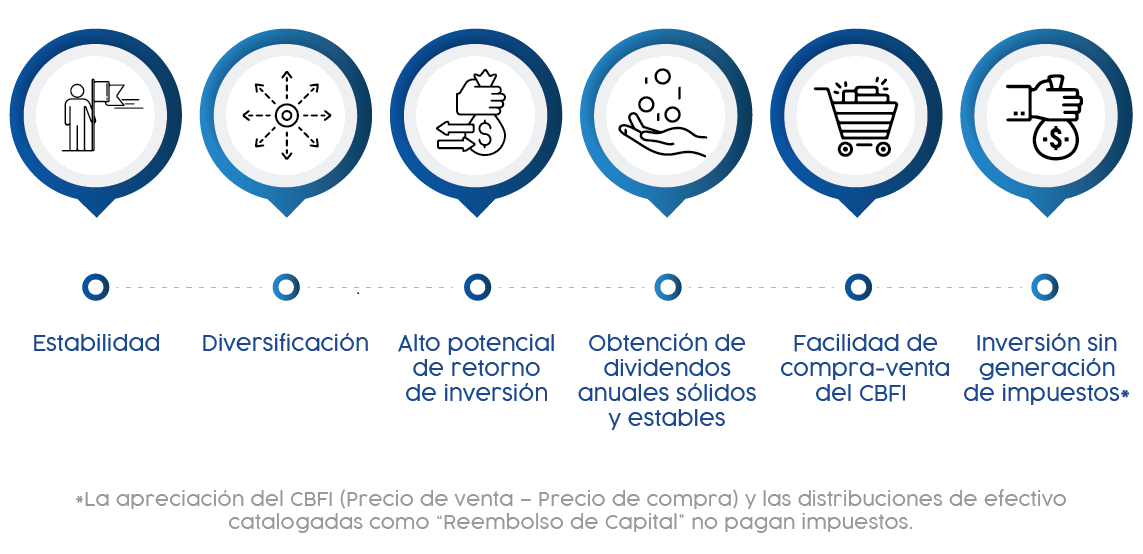 Estabilidad
Diversificación
Alto potencial
de retorno
de inversión
Obtención de
dividendos
anuales sólidos
y estables
Facilidad de
compra-venta
del CBFI
Inversión sin
generación
de impuestos*
*La apreciación del CBFI (Precio de venta – Precio de compra) y las distribuciones de efectivo
catalogadas como “Reembolso de Capital” no pagan impuestos.